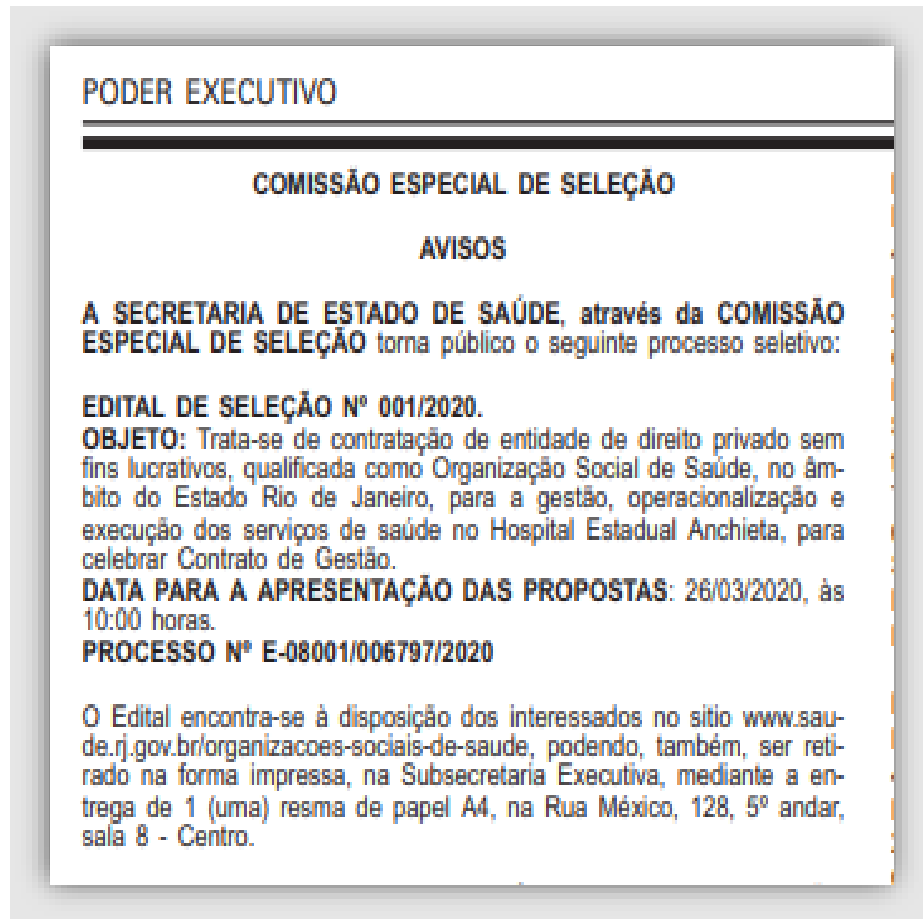 PODER EXECUTIVO
COMISSÃO ESPECIAL DE SELEÇÃO
AVISOS
A SECRETARIA DE ESTADO DE SAÚDE, através da COMISSÃO
ESPECIAL DE SELEÇÃO torna público o seguinte processo seletivo:
EDITAL DE SELEÇÃO Nº 001/2020.
OBJETO: Trata-se de contratação de entidade de direito privado sem
fins lucrativos, qualificada como Organização Social de Saúde, no âm-
bito do Estado Rio de Janeiro, para a gestão, operacionalização e
execução dos serviços de saúde no Hospital Estadual Anchieta, para
celebrar Contrato de Gestão.
DATA PARA A APRESENTAÇÃO DAS PROPOSTAS: 26/03/2020, às
10:00 horas.
PROCESSO Nº E-08001/006797/2020
O Edital encontra-se à disposição dos interessados no sitio www.sau-
de.rj.gov.br/organizacoes-sociais-de-saude, podendo, também, ser reti-
rado na forma impressa, na Subsecretaria Executiva, mediante a en-
trega de 1 (uma) resma de papel A4, na Rua México, 128, 5º andar,
sala 8 - Centro.